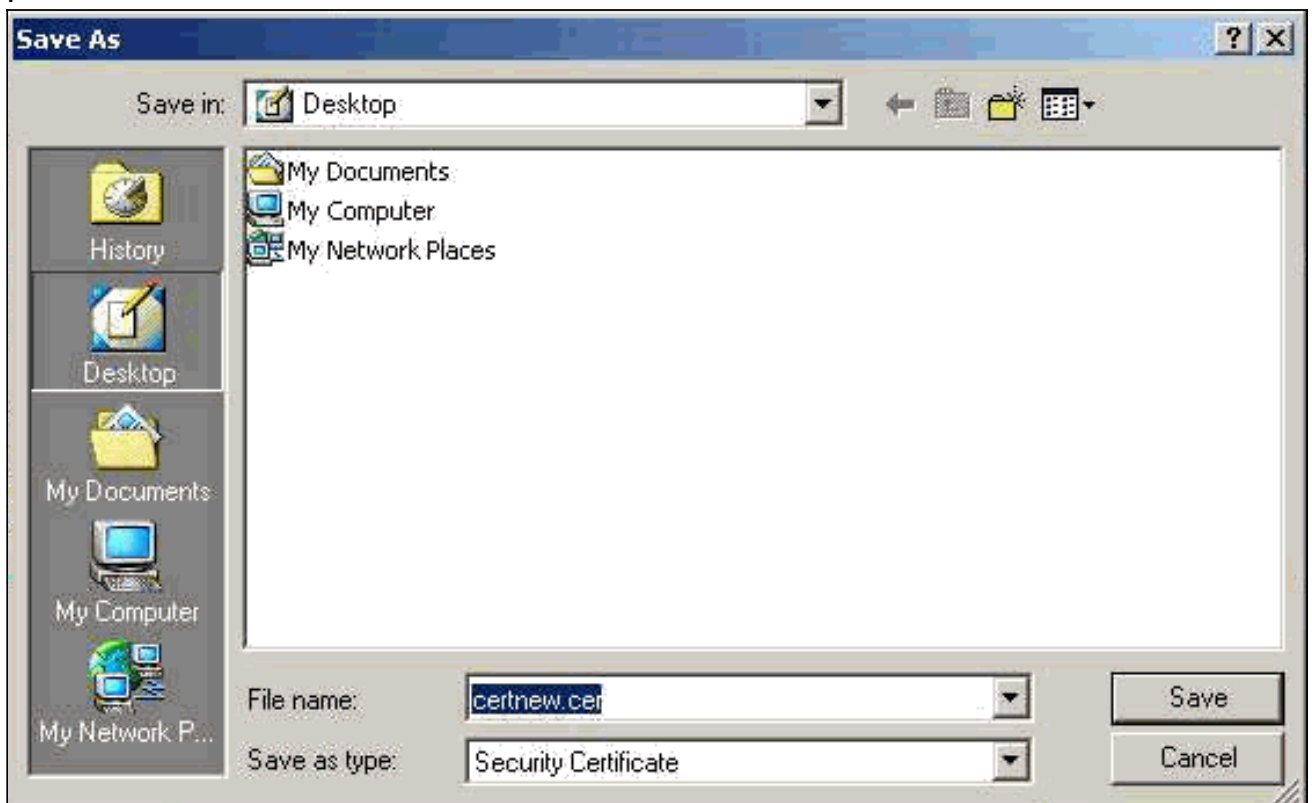 Save As
Save in: Desktop
History
Desktop
My Documents
My Computer
My Network P...
My Documents
My Computer
My Network Places
File name: certnew.cer
Save as type: Security Certificate
Save
Cancel